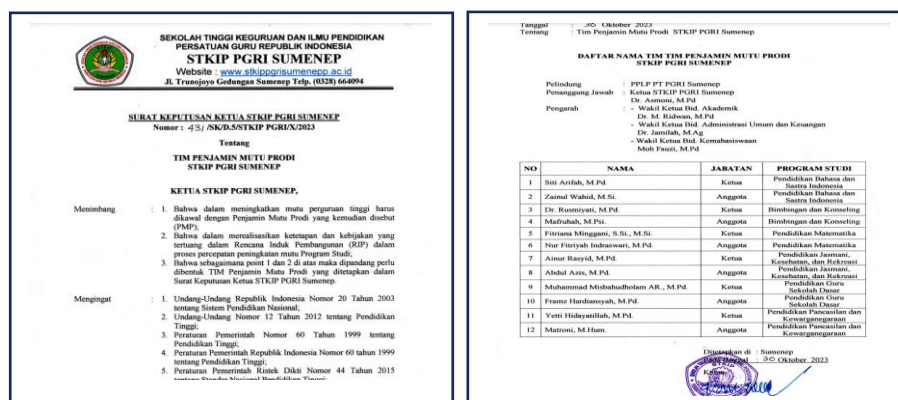 SEKOLAH TINGGI KEGURUAN DAN ILMU PENDIDIKAN
PERSATUAN GURU REPUBLIK INDONESIA
STKIP PGRI SUMENEP
Website : www.stkippgrisumenepp.ac.id
Jl. Trunojoyo Gedungan Sumenep Telp. (0328) 664094
SURAT KEPUTUSAN KETUA STKIP PGRI SUMENEP
Nomor : 431/SK/D.5/STKIP PGRI/X/2023
Tentang
TIM PENJAMIN MUTU PRODI
STKIP PGRI SUMENEP
KETUA STKIP PGRI SUMENEP,
Menimbang : 1. Bahwa dalam meningkatkan mutu perguruan tinggi harus
dikawal dengan Penjamin Mutu Prodi yang kemudian disebut
(PMP);
2. Bahwa dalam merealisasikan ketetapan dan kebijakan yang
tertuang dalam Rencana Induk Pembangunan (RIP) dalam
proses percepatan peningkatan mutu Program Studi;
3. Bahwa sebagaimana point 1 dan 2 di atas maka dipandang perlu
dibentuk TIM Penjamin Mutu Prodi yang ditetapkan dalam
Surat Keputusan Ketua STKIP PGRI Sumenep.
Mengingat : 1. Undang-Undang Republik Indonesia Nomor 20 Tahun 2003
tentang Sistem Pendidikan Nasional;
2. Undang-Undang Nomor 12 Tahun 2012 tentang Pendidikan
Tinggi;
3. Peraturan Pemerintah Nomor 60 Tahun 1999 tentang
Pendidikan Tinggi;
4. Peraturan Pemerintah Republik Indonesia Nomor 60 tahun 1999
tentang Pendidikan Tinggi;
5. Peraturan Pemerintah Ristek Dikti Nomor 44 Tahun 2015
tentang Standar Nasional Pendidikan Tinggi;
Tanggal : 30 Oktober 2023
Tentang : Tim Penjamin Mutu Prodi STKIP PGRI Sumenep
DAFTAR NAMA TIM TIM PENJAMIN MUTU PRODI
STKIP PGRI SUMENEP
Pelindung : PPLP PT PGRI Sumenep
Penanggung Jawab : Ketua STKIP PGRI Sumenep
Dr. Asmoni, M.Pd
Pengarah : - Wakil Ketua Bid. Akademik
Dr. M. Ridwan, M.Pd
- Wakil Ketua Bid. Administrasi Umum dan Keuangan
Dr. Jamilah, M.Ag
- Wakil Ketua Bid. Kemahasiswaan
Moh Fauzi, M.Pd
NO NAMA JABATAN PROGRAM STUDI
1 Siti Arifah, M.Pd. Ketua Pendidikan Bahasa dan Sastra Indonesia
2 Zainul Wahid, M.Si. Anggota Pendidikan Bahasa dan Sastra Indonesia
3 Dr. Rusmiyati, M.Pd. Ketua Bimbingan dan Konseling
4 Mafruhah, M.Psi. Anggota Bimbingan dan Konseling
5 Fitriana Minggani, S.Si., M.Si. Ketua Pendidikan Matematika
6 Nur Fitriyah Indraswari, M.Pd. Anggota Pendidikan Matematika
7 Ainur Rasyid, M.Pd. Ketua Pendidikan Jasmani, Kesehatan, dan Rekreasi
8 Abdul Azis, M.Pd. Anggota Pendidikan Jasmani, Kesehatan, dan Rekreasi
9 Muhammad Misbahudholam AR., M.Pd. Ketua Pendidikan Guru Sekolah Dasar
10 Framz Hardiansyah, M.Pd. Anggota Pendidikan Guru Sekolah Dasar
11 Yetti Hidayatillah, M.Pd. Ketua Pendidikan Pancasilan dan Kewarganegaraan
12 Matroni, M.Hum. Anggota Pendidikan Pancasilan dan Kewarganegaraan
Ditetapkan di : Sumenep
Pada Tanggal : 30 Oktober 2023
Ketua,